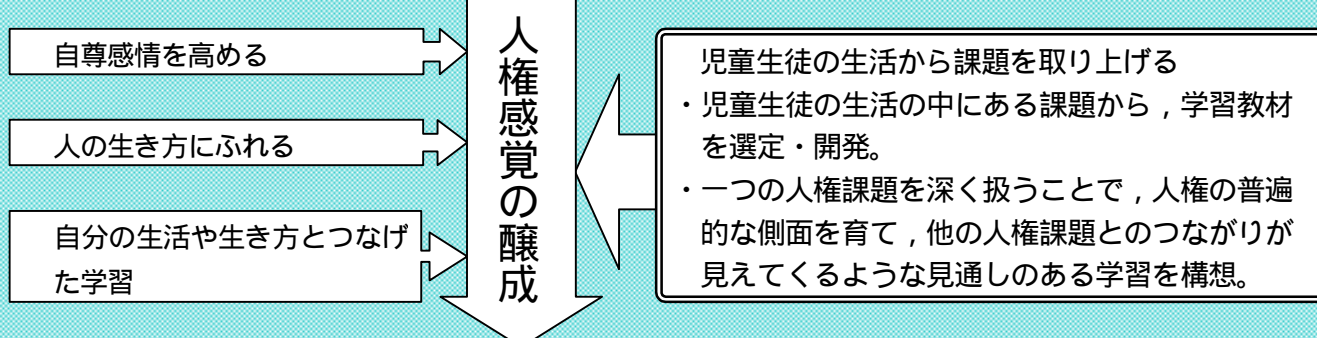 自尊感情を高める
人の生き方にふれる
自分の生活や生き方とつなげ
た学習
人権感覚の醸成
児童生徒の生活から課題を取り上げる
・児童生徒の生活の中にある課題から，学習教材
を選定・開発。
・一つの人権課題を深く扱うことで，人権の普遍
的な側面を育て，他の人権課題とのつながりが
見えてくるような見通しのある学習を構想。